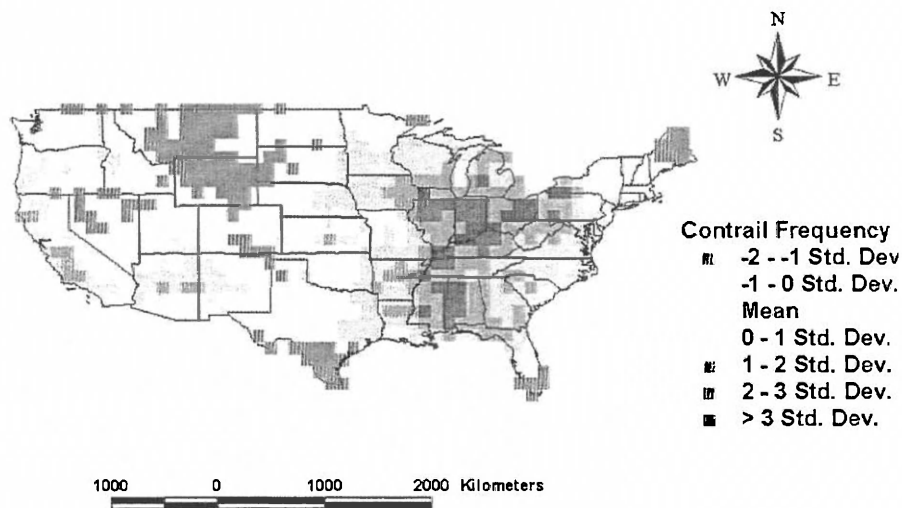 N
W E
S
Contrail Frequency
-2 - -1 Std. Dev
-1 - 0 Std. Dev.
Mean
0 - 1 Std. Dev.
1 - 2 Std. Dev.
2 - 3 Std. Dev.
> 3 Std. Dev.
1000 0 1000 2000 Kilometers